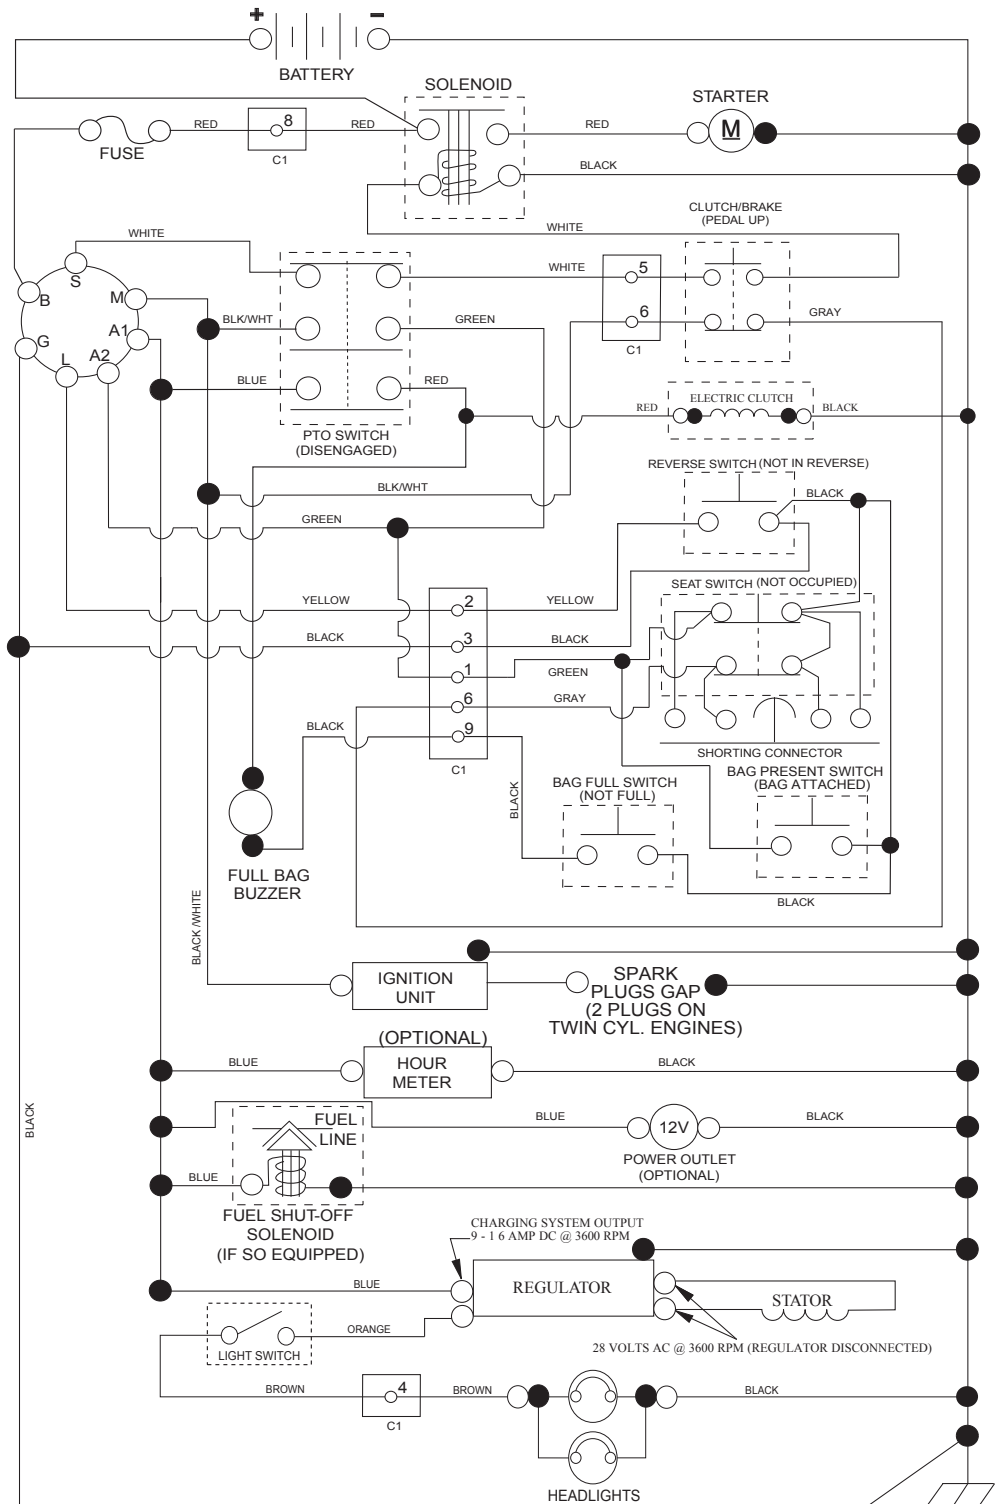 + -
BATTERY
SOLENOID
STARTER
M
FUSE
RED
8
RED
C1
RED
BLACK
CLUTCH/BRAKE
(PEDAL UP)
WHITE
WHITE
WHITE
5
6
C1
GRAY
S
B
M
A1
A2
G
L
BLK/WHT
GREEN
BLUE
RED
PTO SWITCH
(DISENGAGED)
RED
ELECTRIC CLUTCH
BLACK
REVERSE SWITCH (NOT IN REVERSE)
BLACK
BLK/WHT
GREEN
SEAT SWITCH (NOT OCCUPIED)
YELLOW
2
YELLOW
BLACK
3
BLACK
1
GREEN
6
GRAY
BLACK
9
C1
SHORTING CONNECTOR
BAG PRESENT SWITCH
(BAG ATTACHED)
BAG FULL SWITCH
(NOT FULL)
BLACK
BLACK
FULL BAG
BUZZER
BLACK /WHITE
IGNITION
UNIT
SPARK
PLUGS GAP
(2 PLUGS ON
TWIN CYL. ENGINES)
(OPTIONAL)
HOUR
METER
BLUE
BLACK
BLACK
FUEL
LINE
BLUE
12V
BLACK
POWER OUTLET
(OPTIONAL)
BLUE
FUEL SHUT-OFF
SOLENOID
(IF SO EQUIPPED)
CHARGING SYSTEM OUTPUT
9 - 1 6 AMP DC @ 3600 RPM
BLUE
REGULATOR
STATOR
28 VOLTS AC @ 3600 RPM (REGULATOR DISCONNECTED)
ORANGE
LIGHT SWITCH
BROWN
4
C1
BROWN
BLACK
HEADLIGHTS